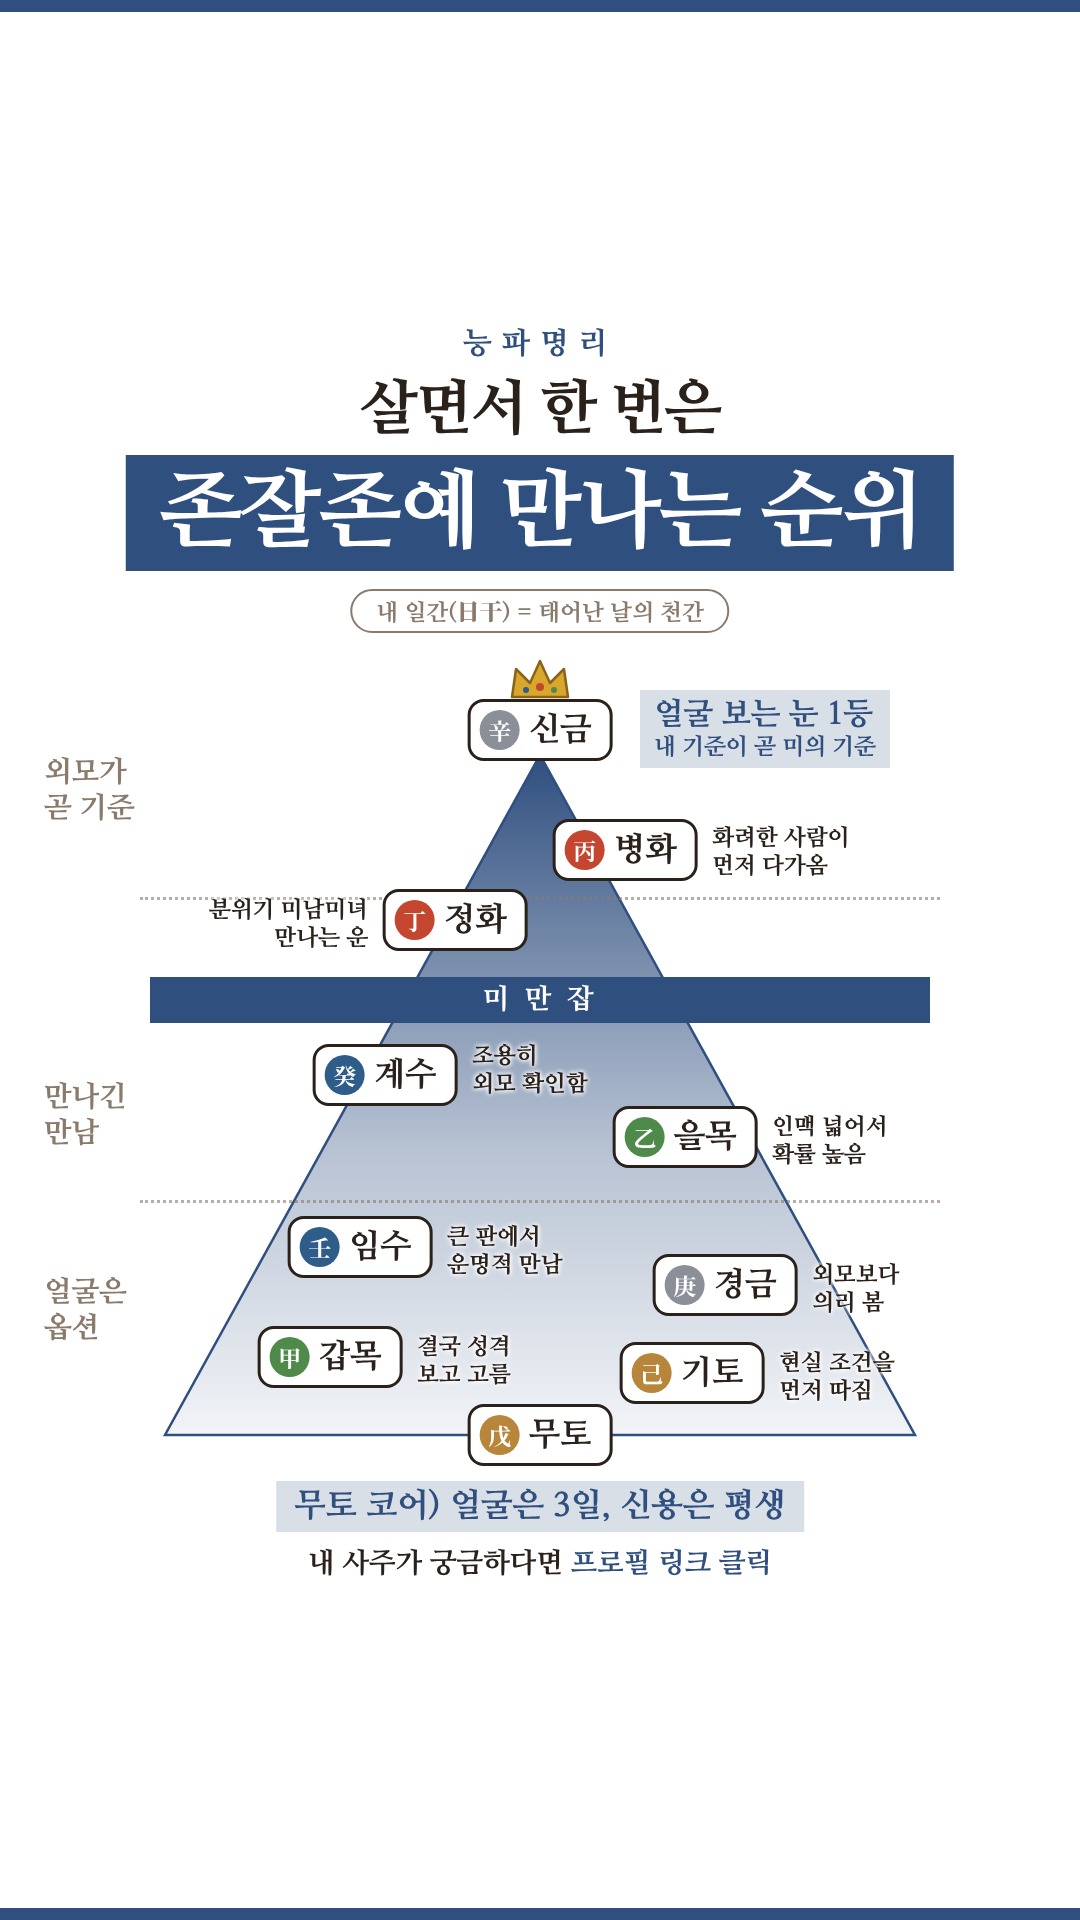 능파명리
살면서 한 번은
존잘존예 만나는 순위
내 일간(日干) = 태어난 날의 천간
辛 신금
얼굴 보는 눈 1등
내 기준이 곧 미의 기준
외모가
곧 기준
丙 병화
화려한 사람이
먼저 다가옴
분위기 미남미녀
만나는 운
丁 정화
미만잡
癸 계수
조용히
외모 확인함
만나긴
만남
乙 을목
인맥 넓어서
확률 높음
壬 임수
큰 판에서
운명적 만남
庚 경금
외모보다
의리 봄
얼굴은
옵션
甲 갑목
결국 성격
보고 고름
己 기토
현실 조건을
먼저 따짐
戊 무토
무토 코어) 얼굴은 3일, 신용은 평생
내 사주가 궁금하다면 프로필 링크 클릭